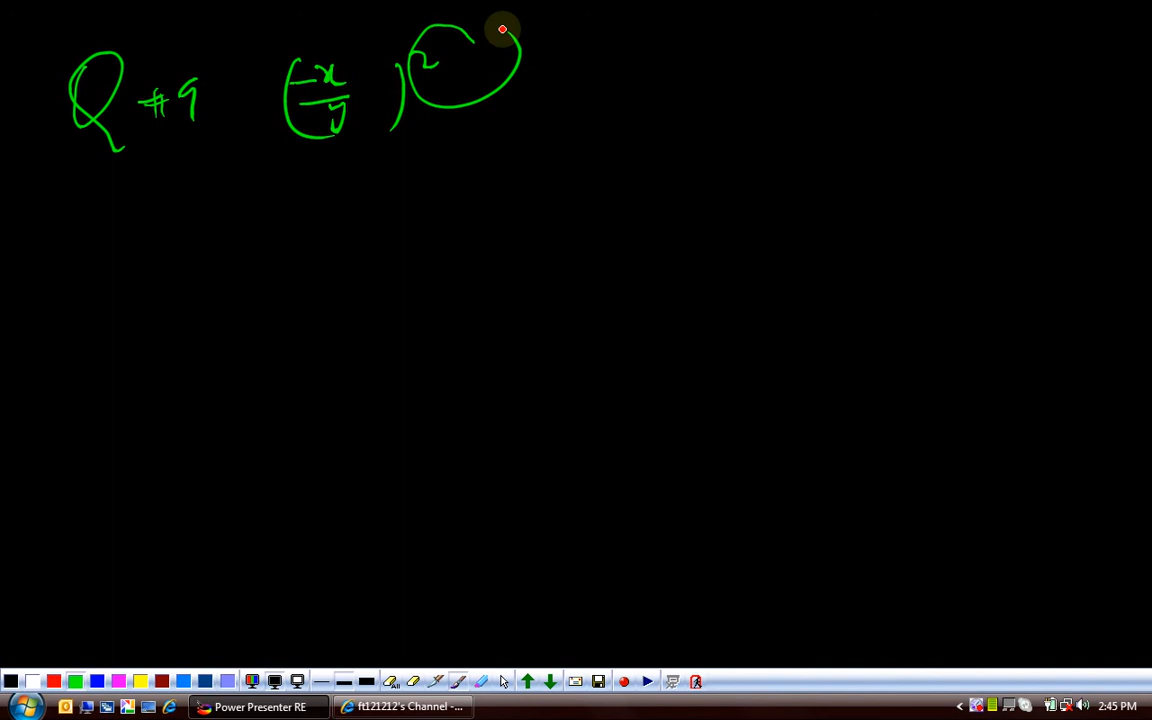 Q #9 (-x/y)^2
Power Presenter RE
ft121212's Channel -...
2:45 PM